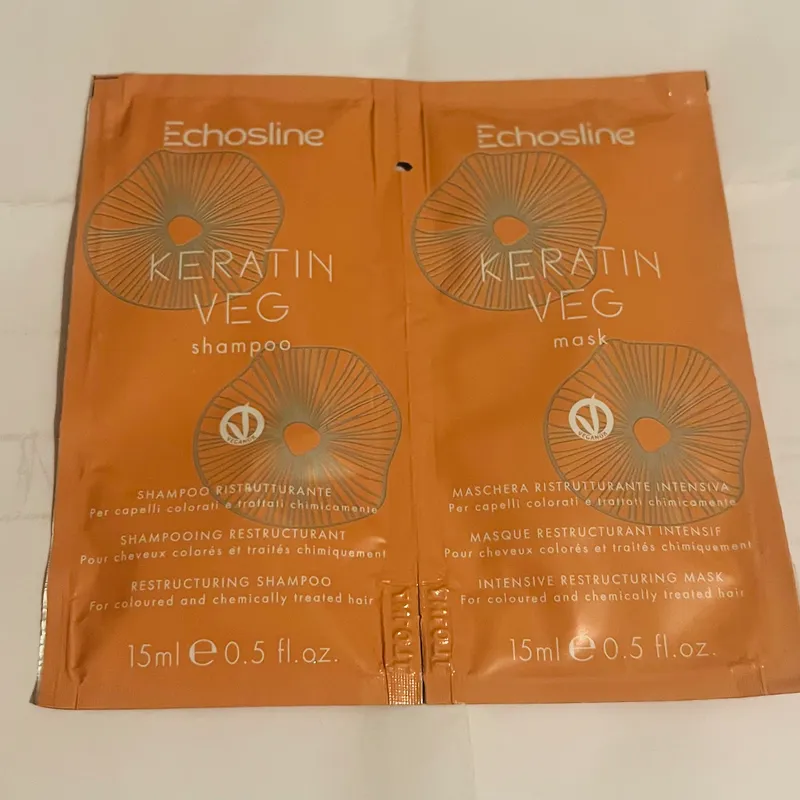 Echosline
KERATIN
VEG
shampoo
VEGANOK
SHAMPOO RISTRUTTURANTE
Per capelli colorati e trattati chimicamente
SHAMPOOING RESTRUCTURANT
Pour cheveux colorés et traités chimiquement
RESTRUCTURING SHAMPOO
For coloured and chemically treated hair
15ml e 0.5 fl.oz.
Echosline
KERATIN
VEG
mask
VEGANOK
MASCHERA RISTRUTTURANTE INTENSIVA
Per capelli colorati e trattati chimicamente
MASQUE RESTRUCTURANT INTENSIF
Pour cheveux colorés et traités chimiquement
INTENSIVE RESTRUCTURING MASK
For coloured and chemically treated hair
15ml e 0.5 fl.oz.